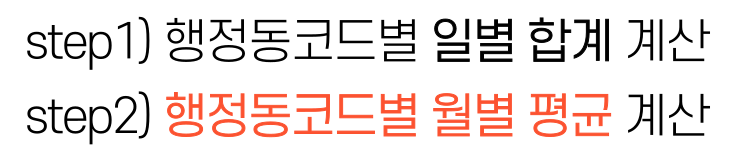 step1) 행정동코드별 일별 합계 계산
step2) 행정동코드별 월별 평균 계산